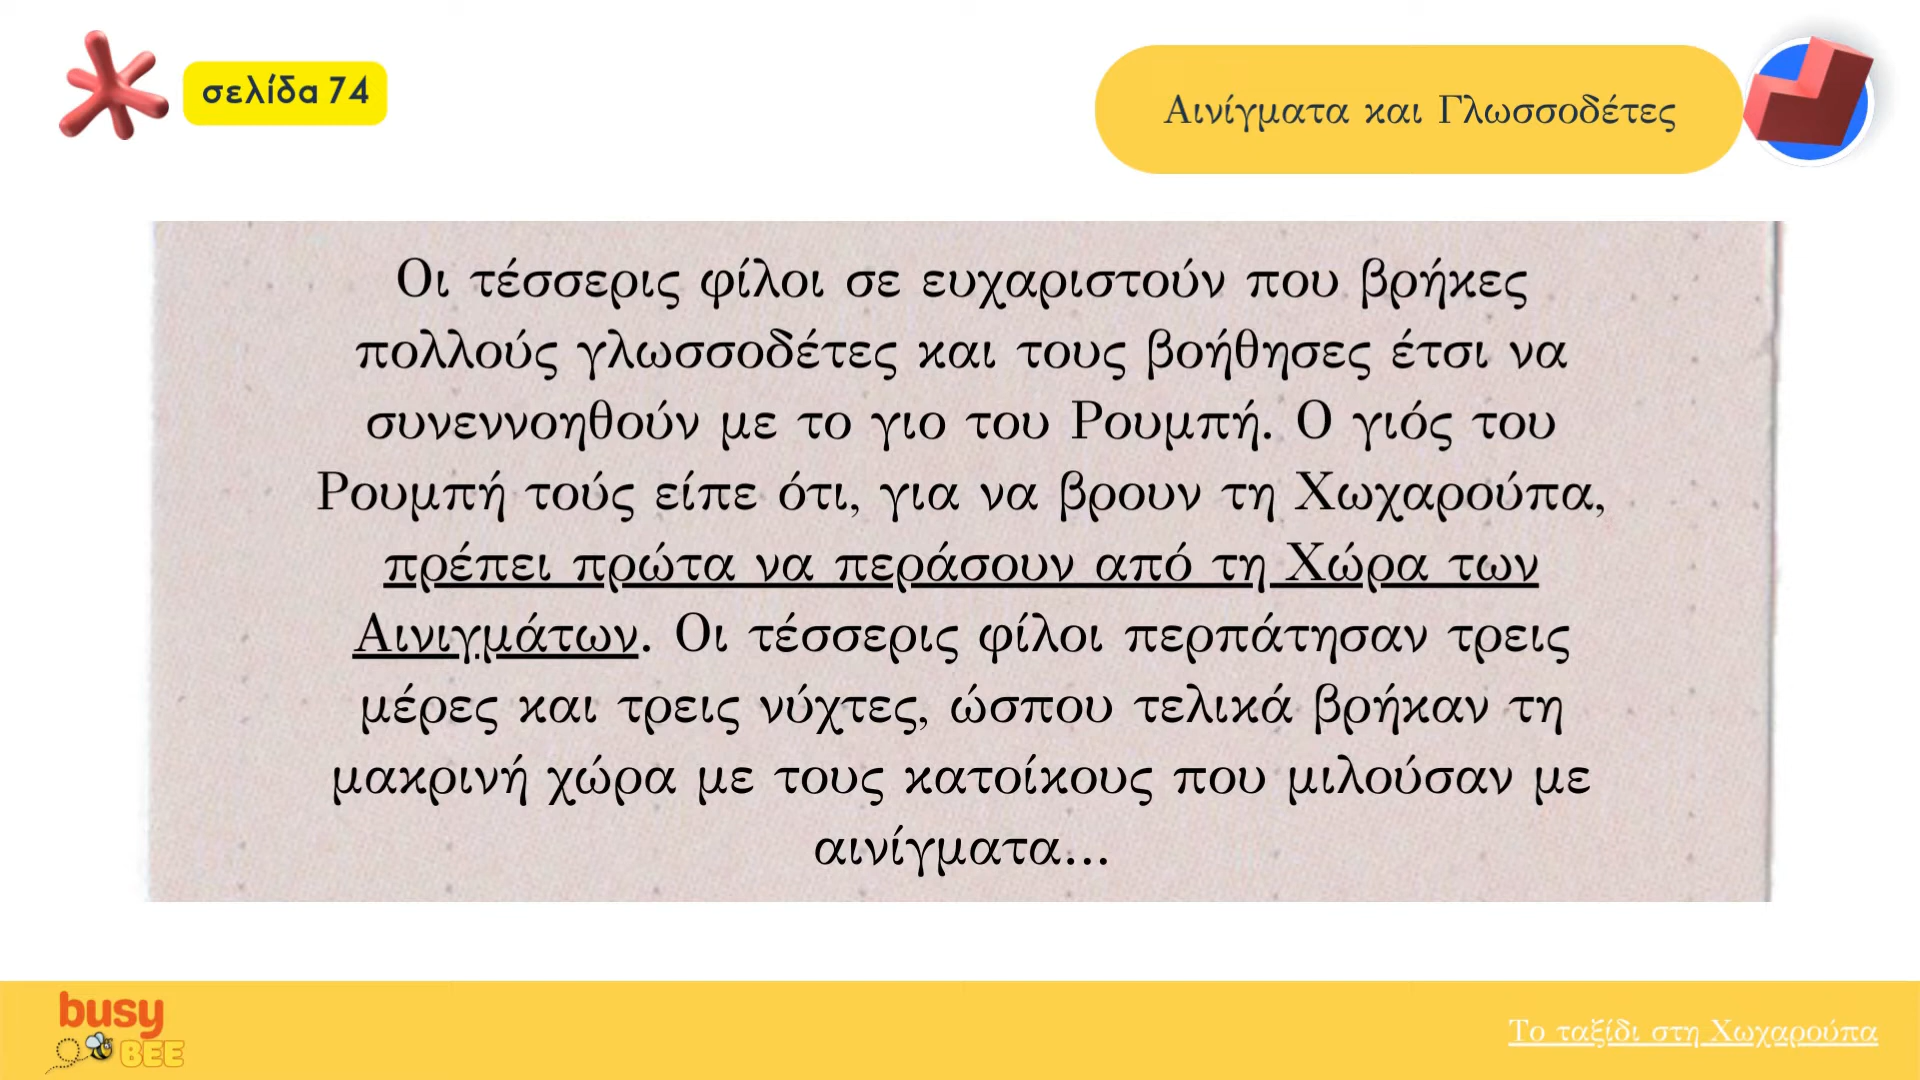 σελίδα 74
Αινίγματα και Γλωσσοδέτες
Οι τέσσερις φίλοι σε ευχαριστούν που βρήκες
πολλούς γλωσσοδέτες και τους βοήθησες έτσι να
συνεννοηθούν με το γιο του Ρουμπή. Ο γιός του
Ρουμπή τούς είπε ότι, για να βρουν τη Χωχαρούπα,
πρέπει πρώτα να περάσουν από τη Χώρα των
Αινιγμάτων. Οι τέσσερις φίλοι περπάτησαν τρεις
μέρες και τρεις νύχτες, ώσπου τελικά βρήκαν τη
μακρινή χώρα με τους κατοίκους που μιλούσαν με
αινίγματα...
busy
BEE
Το ταξίδι στη Χωχαρούπα